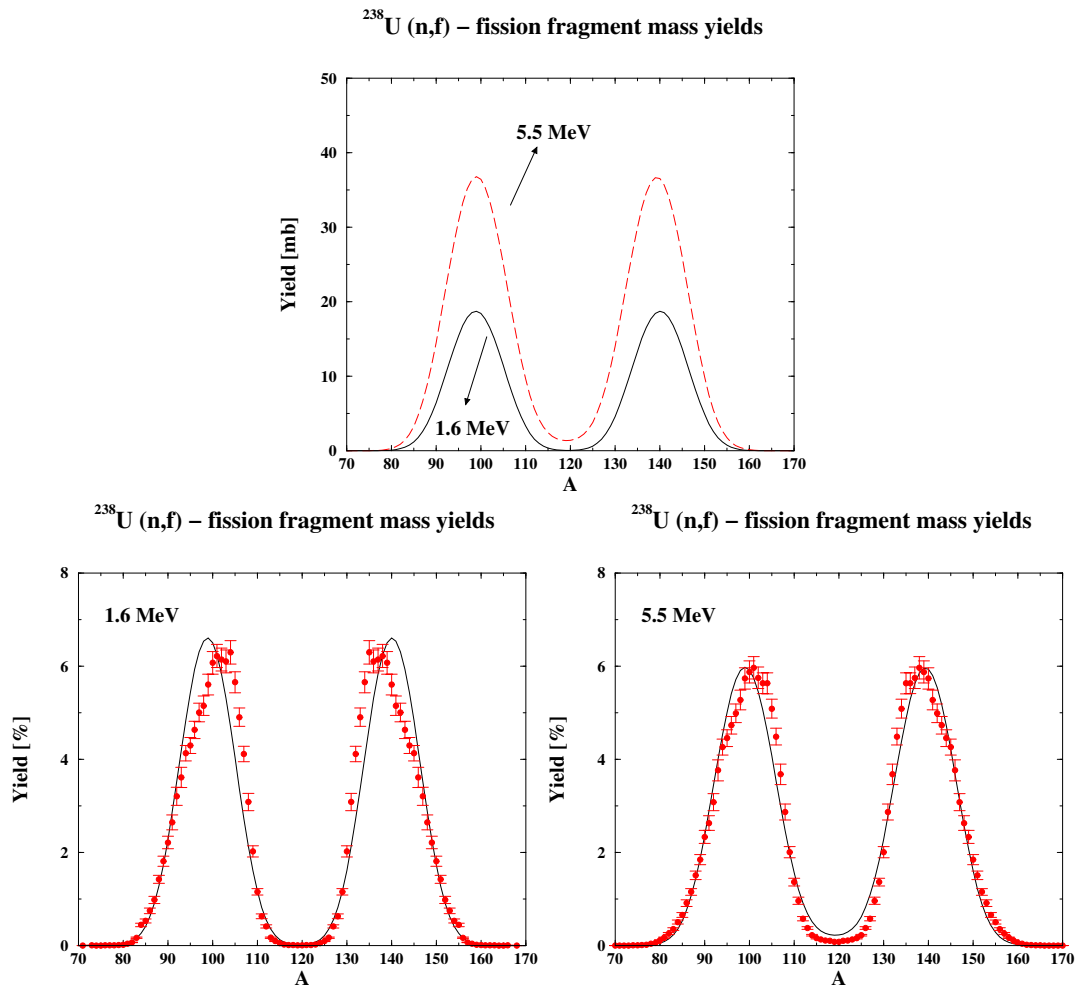 ²³⁸U (n,f) – fission fragment mass yields
50
40
30
20
10
0
Yield [mb]
5.5 MeV
1.6 MeV
70 80 90 100 110 120 130 140 150 160 170
A
²³⁸U (n,f) – fission fragment mass yields
8
6
4
2
0
Yield [%]
1.6 MeV
70 80 90 100 110 120 130 140 150 160 170
A
²³⁸U (n,f) – fission fragment mass yields
8
6
4
2
0
Yield [%]
5.5 MeV
70 80 90 100 110 120 130 140 150 160 170
A